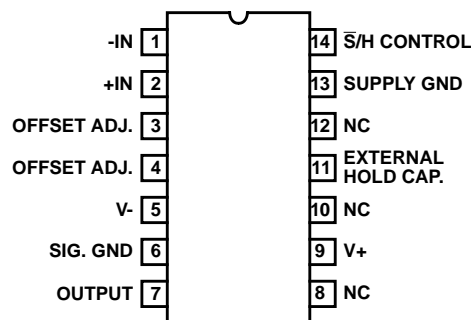 -IN 1
+IN 2
OFFSET ADJ. 3
OFFSET ADJ. 4
V- 5
SIG. GND 6
OUTPUT 7
14 S̅/H CONTROL
13 SUPPLY GND
12 NC
11 EXTERNAL
HOLD CAP.
10 NC
9 V+
8 NC